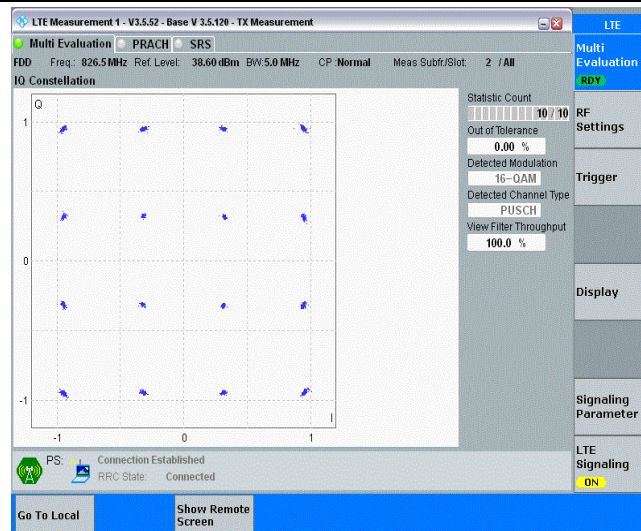 LTE Measurement 1 - V3.5.52 - Base V 3.5.120 - TX Measurement
LTE
Multi Evaluation PRACH SRS
Multi
Evaluation
RDY
FDD Freq.: 826.5 MHz Ref. Level: 38.60 dBm BW:5.0 MHz CP :Normal Meas Subfr./Slot: 2 / All
IQ Constellation
Statistic Count
10 / 10
Out of Tolerance
0.00 %
Detected Modulation
16-QAM
Detected Channel Type
PUSCH
View Filter Throughput
100.0 %
RF
Settings
Trigger
Display
Signaling
Parameter
LTE
Signaling
ON
Q
1
0
-1
I
-1 0 1
PS: Connection Established
RRC State: Connected
Go To Local
Show Remote
Screen